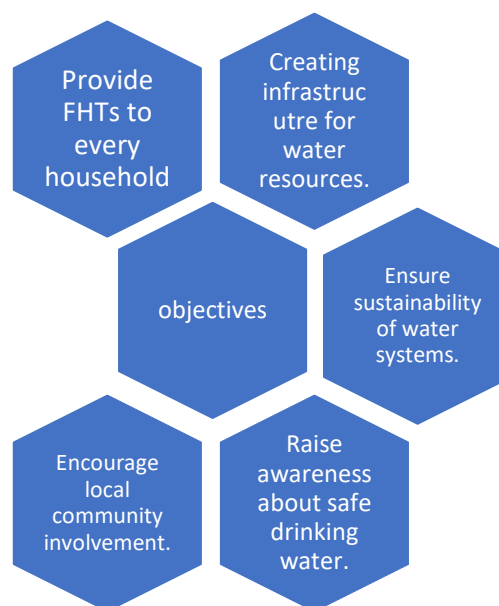 Provide
FHTs to
every
household
Creating
infrastruc
utre for
water
resources.
objectives
Ensure
sustainability
of water
systems.
Encourage
local
community
involvement.
Raise
awareness
about safe
drinking
water.